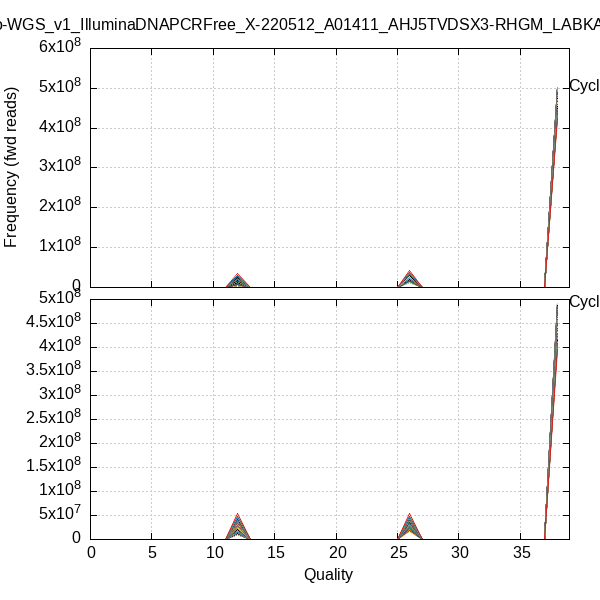 o-WGS_v1_IlluminaDNAPCRFree_X-220512_A01411_AHJ5TVDSX3-RHGM_LABKA
6x10^8
5x10^8
4x10^8
3x10^8
2x10^8
1x10^8
0
Frequency (fwd reads)
Cycl
5x10^8
4.5x10^8
4x10^8
3.5x10^8
3x10^8
2.5x10^8
2x10^8
1.5x10^8
1x10^8
5x10^7
0
Cycl
0 5 10 15 20 25 30 35
Quality